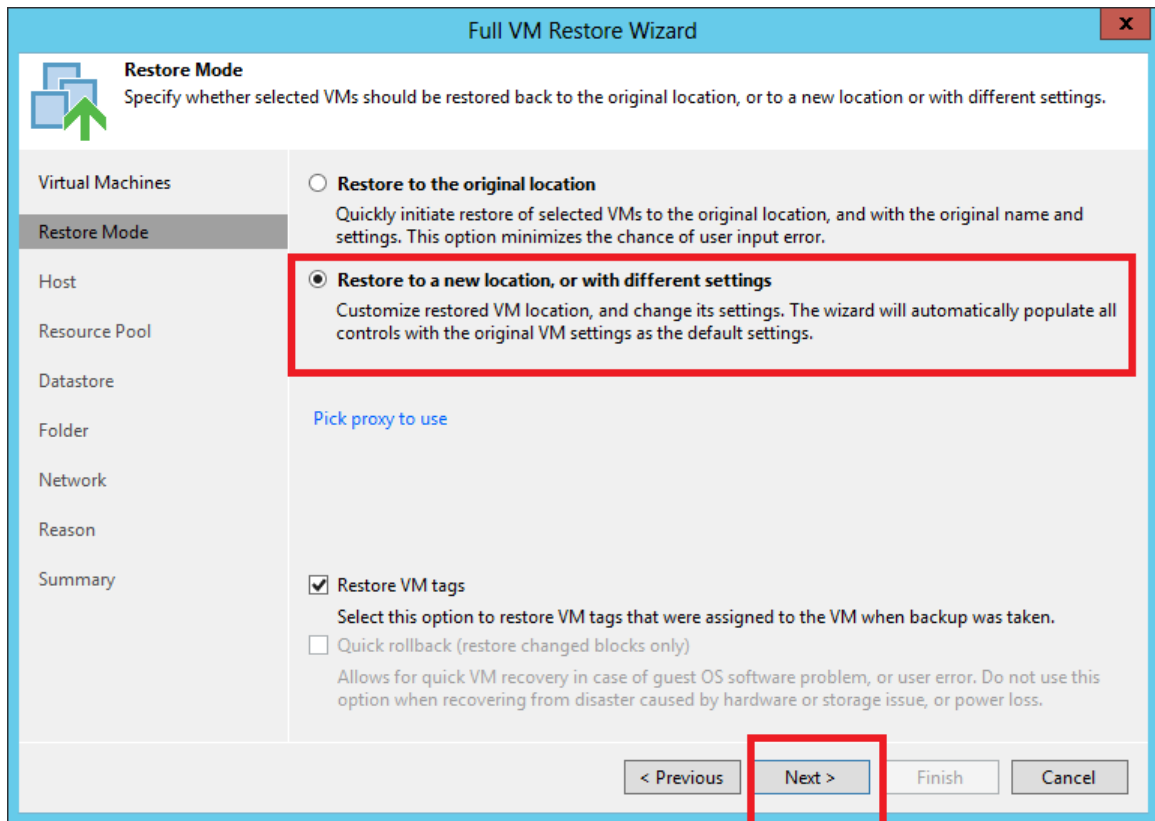 Full VM Restore Wizard
x
Restore Mode
Specify whether selected VMs should be restored back to the original location, or to a new location or with different settings.
Virtual Machines
Restore Mode
Host
Resource Pool
Datastore
Folder
Network
Reason
Summary
Restore to the original location
Quickly initiate restore of selected VMs to the original location, and with the original name and
settings. This option minimizes the chance of user input error.
Restore to a new location, or with different settings
Customize restored VM location, and change its settings. The wizard will automatically populate all
controls with the original VM settings as the default settings.
Pick proxy to use
Restore VM tags
Select this option to restore VM tags that were assigned to the VM when backup was taken.
Quick rollback (restore changed blocks only)
Allows for quick VM recovery in case of guest OS software problem, or user error. Do not use this
option when recovering from disaster caused by hardware or storage issue, or power loss.
< Previous
Next >
Finish
Cancel